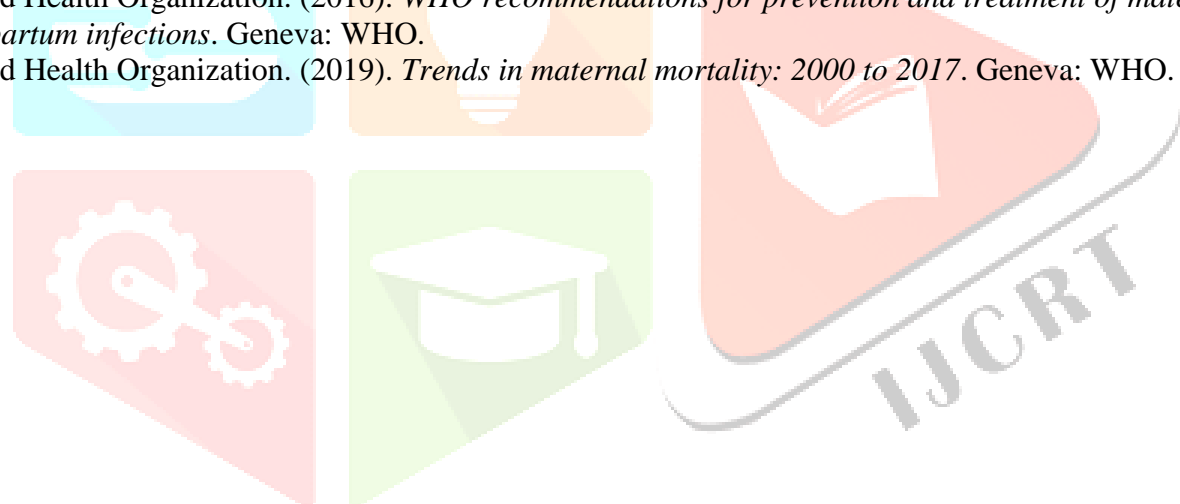 d Health Organization. (2016). WHO recommendations for prevention and treatment of mate
partum infections. Geneva: WHO.
d Health Organization. (2019). Trends in maternal mortality: 2000 to 2017. Geneva: WHO.
IJCRT